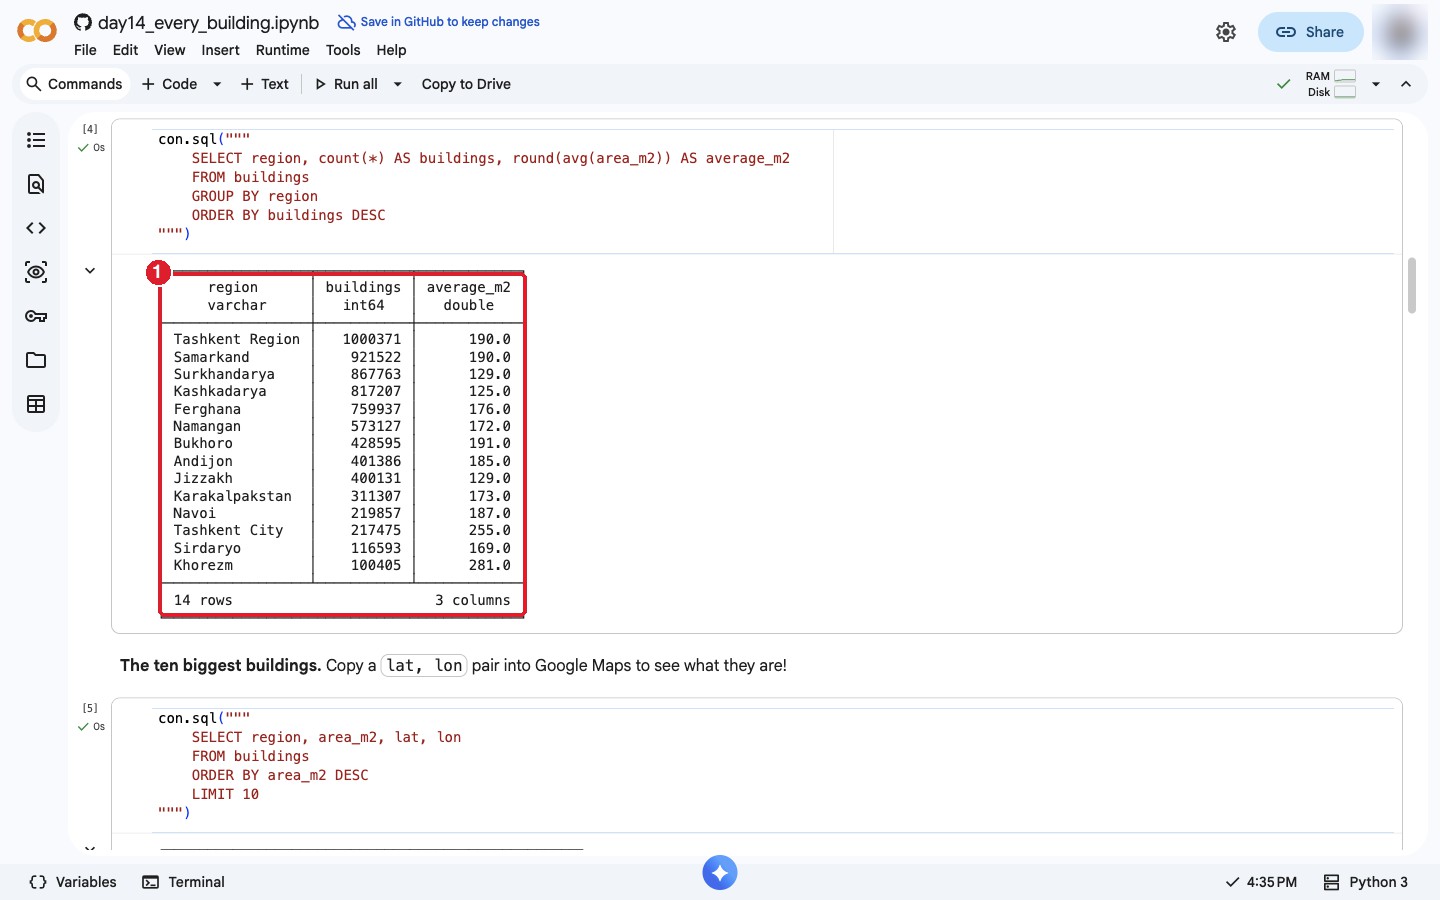 day14_every_building.ipynb
Save in GitHub to keep changes
File Edit View Insert Runtime Tools Help
Share
Commands + Code + Text Run all Copy to Drive
RAM
Disk
[4]
0s
con.sql("""
SELECT region, count(*) AS buildings, round(avg(area_m2)) AS average_m2
FROM buildings
GROUP BY region
ORDER BY buildings DESC
""")
1
region buildings average_m2
varchar int64 double
Tashkent Region 1000371 190.0
Samarkand 921522 190.0
Surkhandarya 867763 129.0
Kashkadarya 817207 125.0
Ferghana 759937 176.0
Namangan 573127 172.0
Bukhoro 428595 191.0
Andijon 401386 185.0
Jizzakh 400131 129.0
Karakalpakstan 311307 173.0
Navoi 219857 187.0
Tashkent City 217475 255.0
Sirdaryo 116593 169.0
Khorezm 100405 281.0
14 rows 3 columns
The ten biggest buildings. Copy a lat, lon pair into Google Maps to see what they are!
[5]
0s
con.sql("""
SELECT region, area_m2, lat, lon
FROM buildings
ORDER BY area_m2 DESC
LIMIT 10
""")
Variables Terminal 4:35 PM Python 3